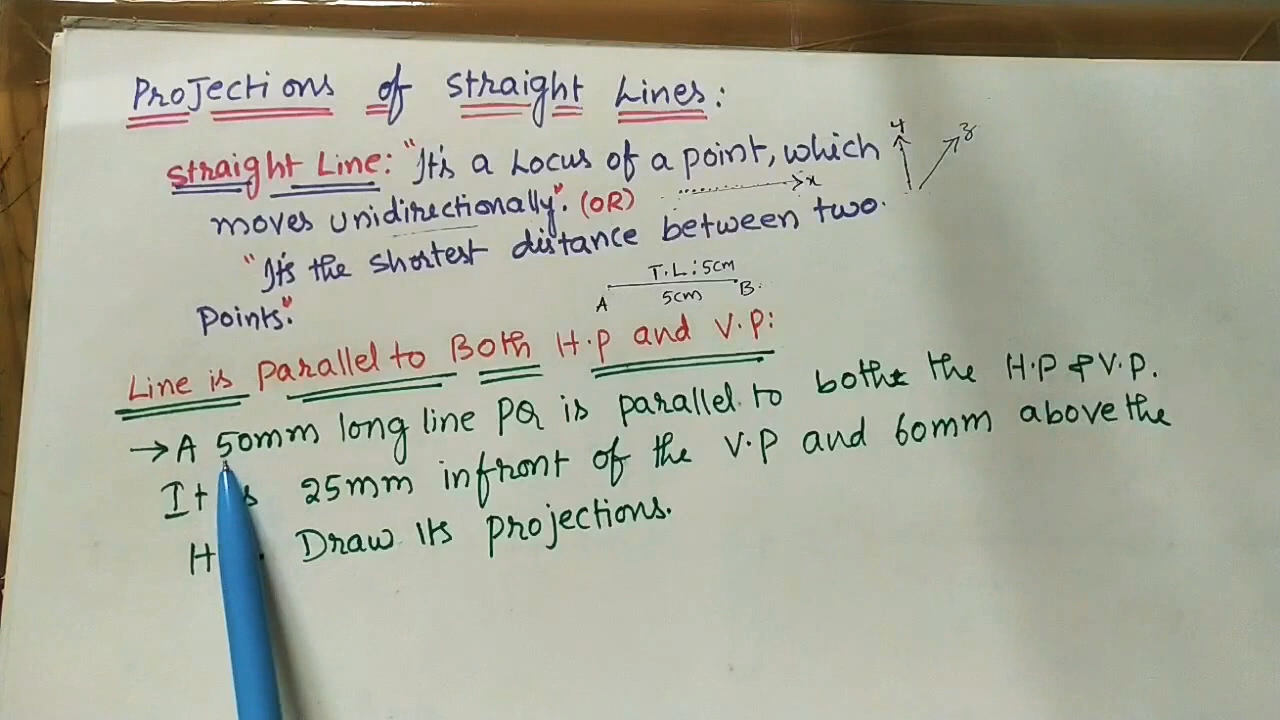 Projections of Straight Lines:
Straight Line: "It's a Locus of a point, which
moves unidirectionally". (OR)
x
y
z
"It's the shortest distance between two.
Points."
T.L: 5cm
A
5cm
B.
Line is parallel to Both H.P and V.P:
→ A 50mm long line PQ is parallel to both the H.P & V.P.
It 25mm infront of the V.P and 60mm above the
H . Draw its projections.